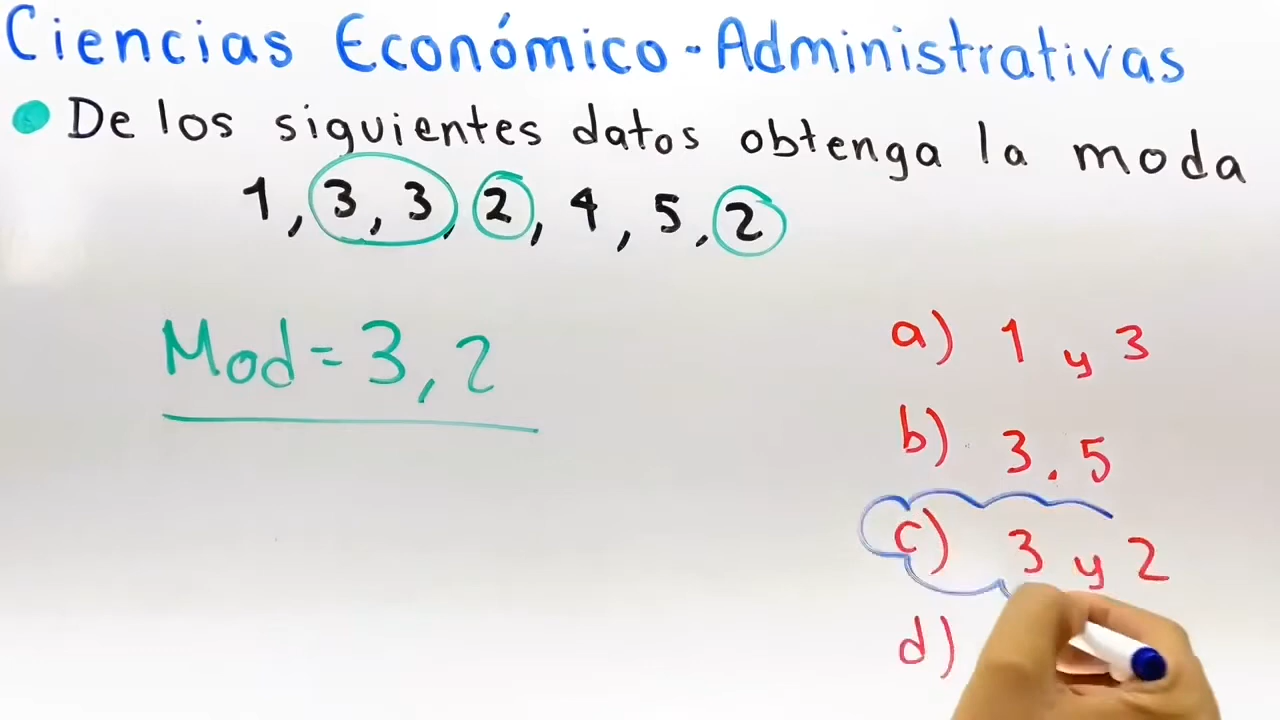 Ciencias Económico-Administrativas
De los siguientes datos obtenga la moda
1, 3, 3, 2, 4, 5, 2
Mod = 3, 2
a) 1 y 3
b) 3.5
c) 3 y 2
d)